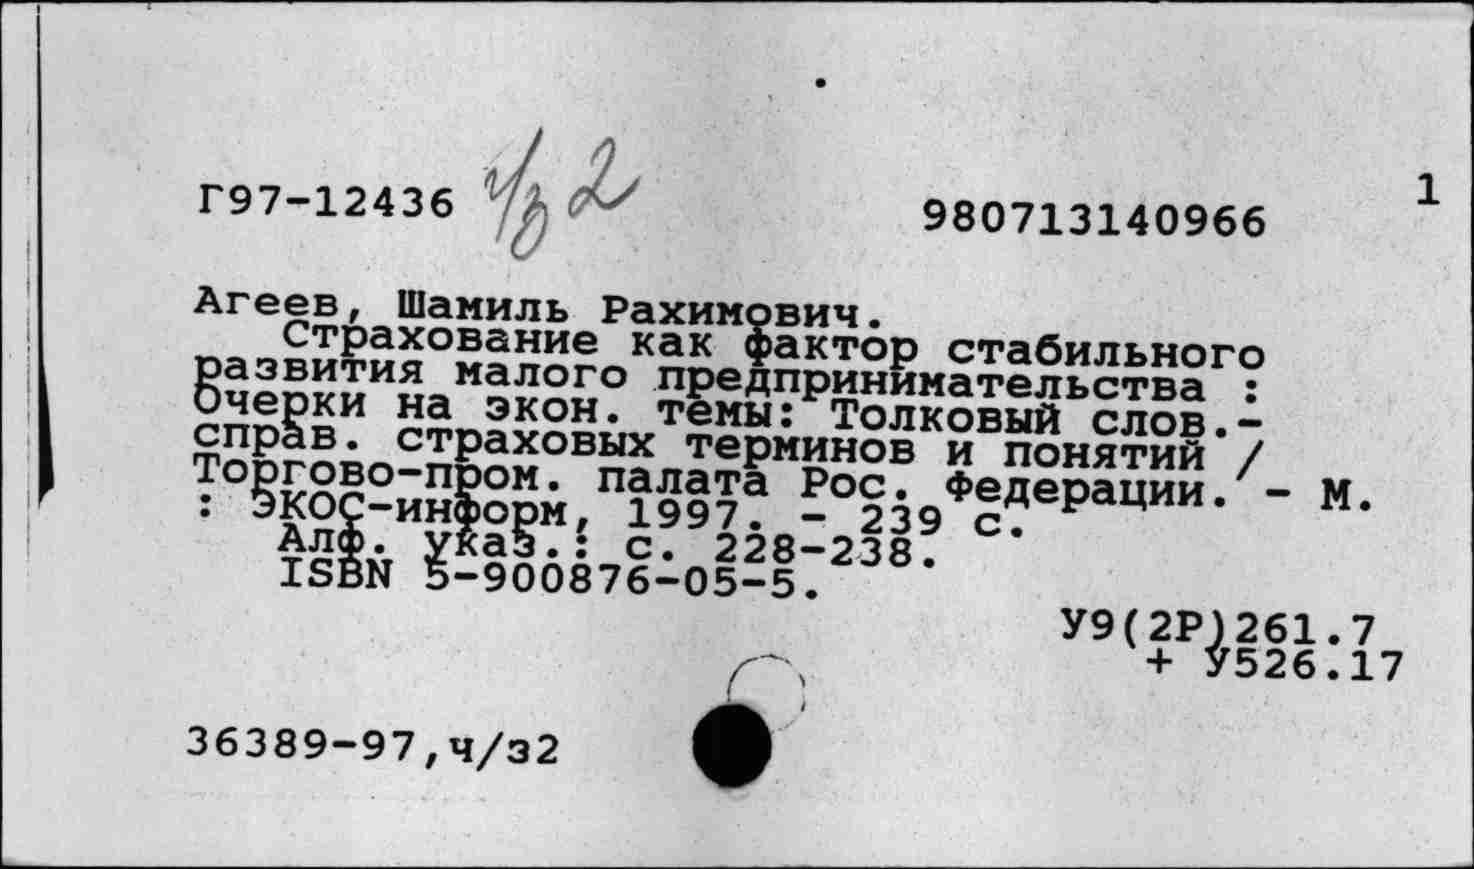 Г97-12436 ч/з 2
980713140966
1
Агеев, Шамиль Рахимович.
Страхование как фактор стабильного
развития малого предпринимательства :
Очерки на экон. темы: Толковый слов.-
справ. страховых терминов и понятий /
Торгово-пром. палата Рос. Федерации. - М.
: ЭКОС-информ, 1997. - 239 с.
Алф. указ.: с. 228-238.
ISBN 5-900876-05-5.
У9(2Р)261.7
+ У526.17
36389-97,ч/з2